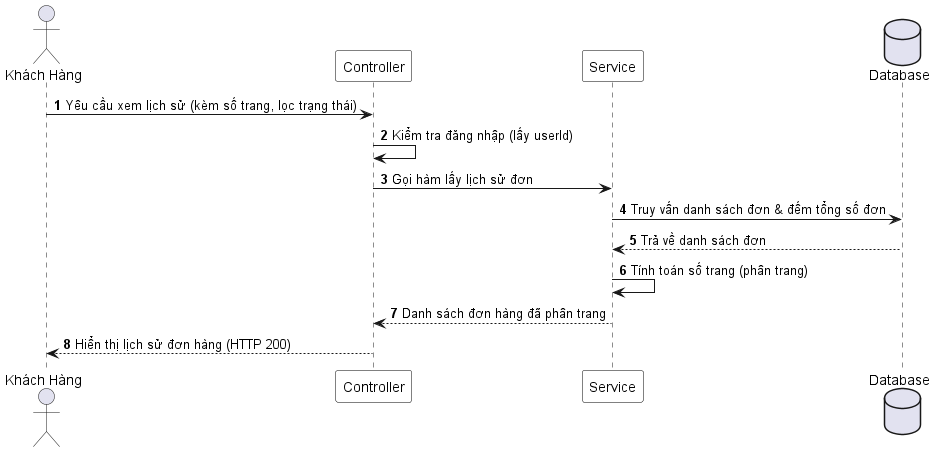 Khách Hàng
Controller
Service
Database
1 Yêu cầu xem lịch sử (kèm số trang, lọc trạng thái)
2 Kiểm tra đăng nhập (lấy userId)
3 Gọi hàm lấy lịch sử đơn
4 Truy vấn danh sách đơn & đếm tổng số đơn
5 Trả về danh sách đơn
6 Tính toán số trang (phân trang)
7 Danh sách đơn hàng đã phân trang
8 Hiển thị lịch sử đơn hàng (HTTP 200)
Khách Hàng
Controller
Service
Database